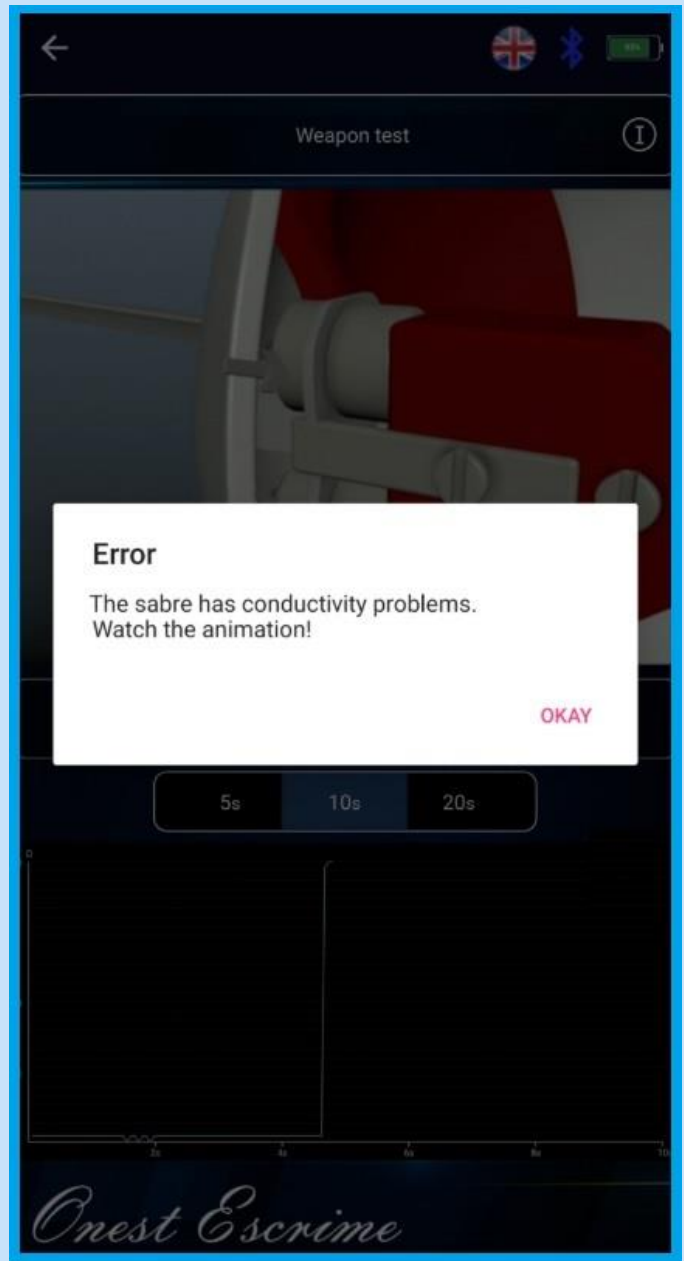 Weapon test
I
Error
The sabre has conductivity problems.
Watch the animation!
OKAY
5s
10s
20s
Ω
2s
4s
6s
8s
10
Onest Escrime